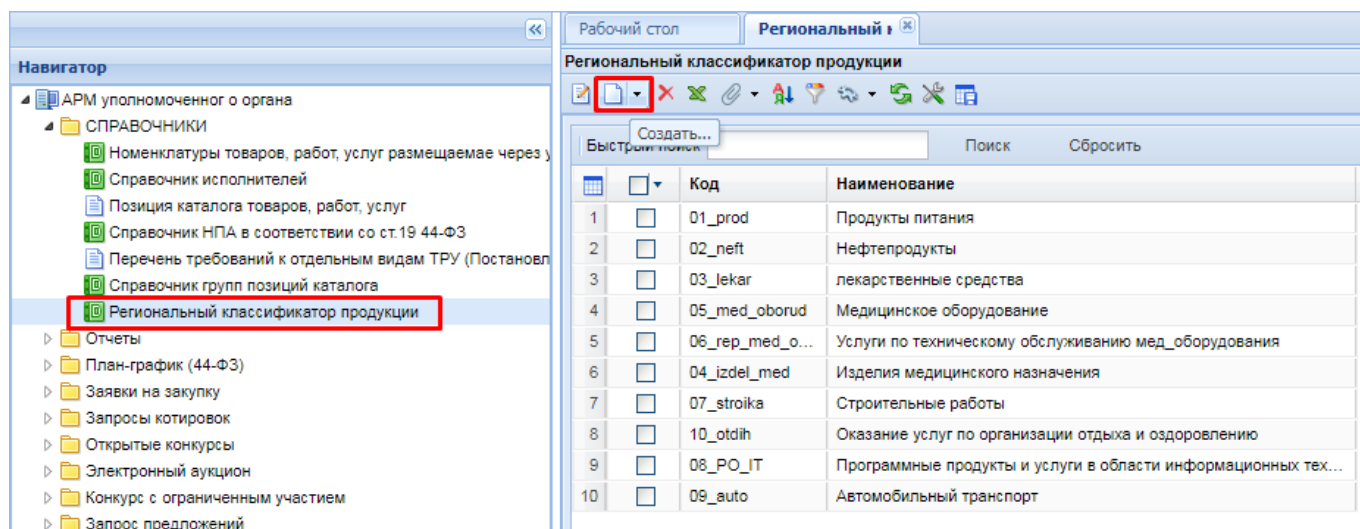 Навигатор
АРМ уполномоченног о органа
СПРАВОЧНИКИ
Номенклатуры товаров, работ, услуг размещаемае через у
Справочник исполнителей
Позиция каталога товаров, работ, услуг
Справочник НПА в соответствии со ст.19 44-ФЗ
Перечень требований к отдельным видам ТРУ (Постановл
Справочник групп позиций каталога
Региональный классификатор продукции
Отчеты
План-график (44-ФЗ)
Заявки на закупку
Запросы котировок
Открытые конкурсы
Электронный аукцион
Конкурс с ограниченным участием
Запрос предложений
Рабочий стол Региональный к
Региональный классификатор продукции
Создать...
Быстрый поиск Поиск Сбросить
Код Наименование
1 01_prod Продукты питания
2 02_neft Нефтепродукты
3 03_lekar лекарственные средства
4 05_med_oborud Медицинское оборудование
5 06_rep_med_o... Услуги по техническому обслуживанию мед_оборудования
6 04_izdel_med Изделия медицинского назначения
7 07_stroika Строительные работы
8 10_otdih Оказание услуг по организации отдыха и оздоровлению
9 08_PO_IT Программные продукты и услуги в области информационных тех...
10 09_auto Автомобильный транспорт